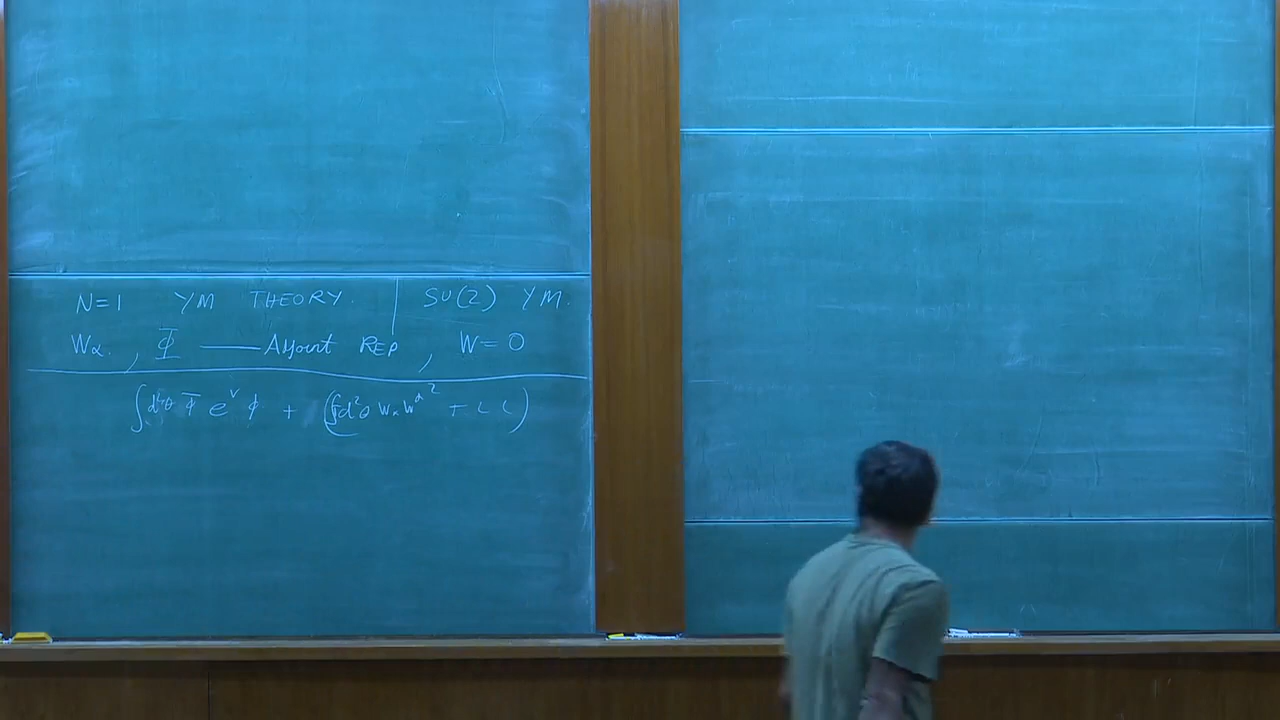 N=1 YM THEORY. | SU(2) YM.
Wα. , Φ —— Adjoint REP , W=0
∫d⁴θ Φ̄ e^v ϕ + (∫d²θ WαW^α